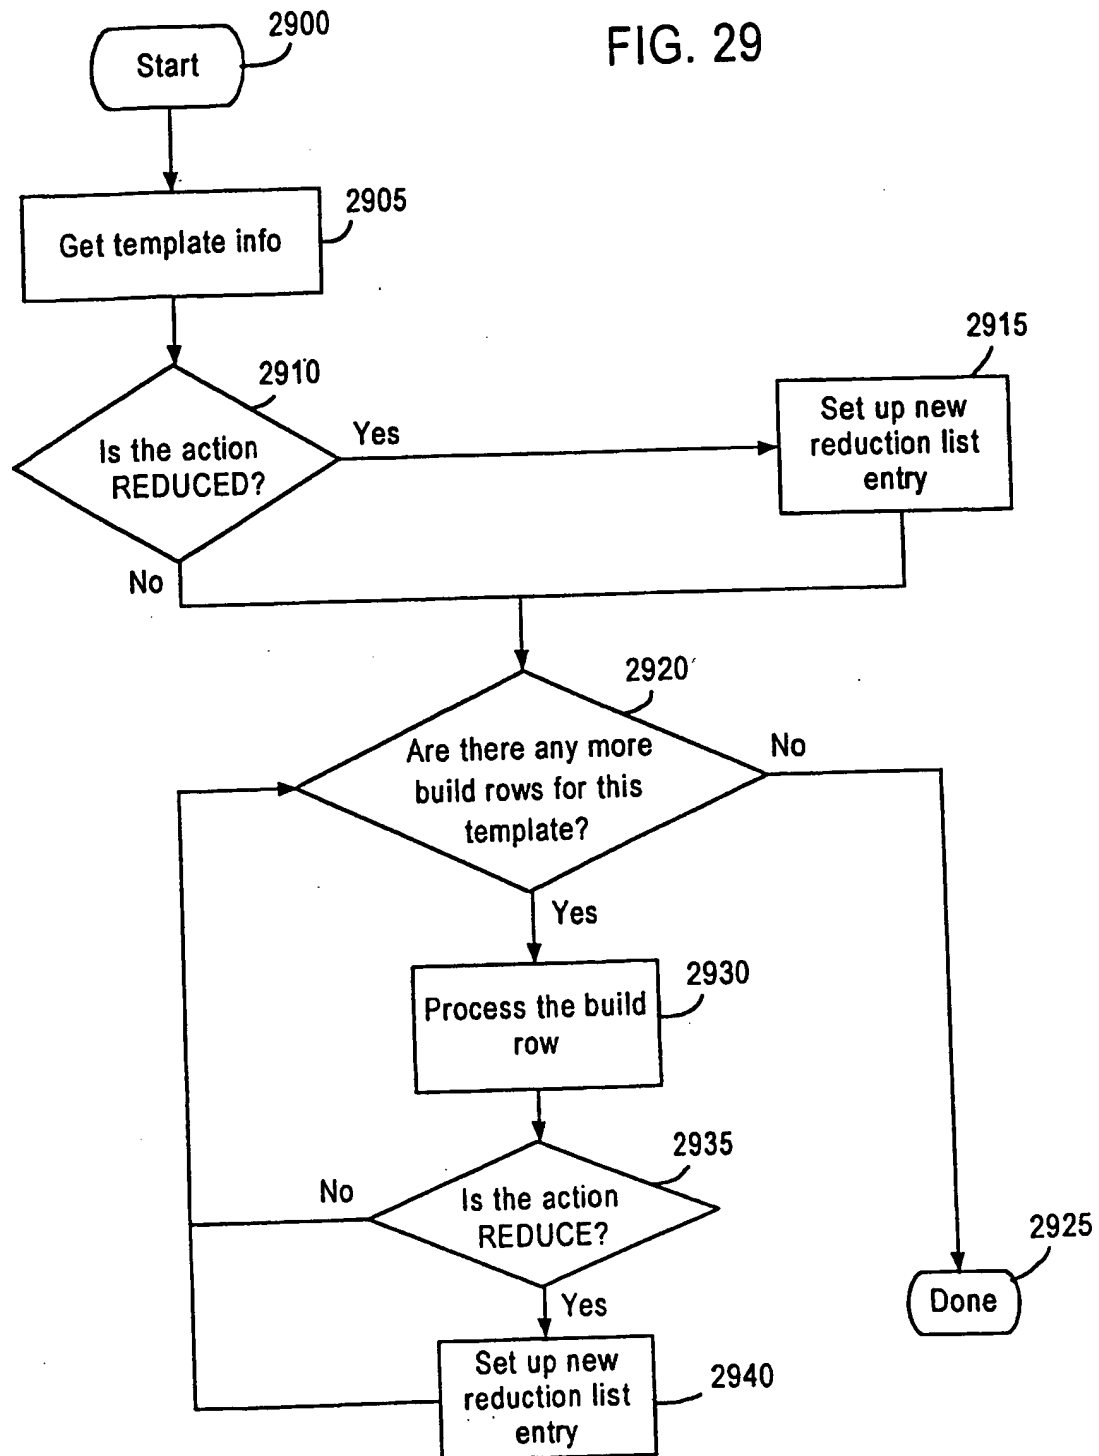 FIG. 29
2900
Start
2905
Get template info
2910
Is the action
REDUCED?
Yes
No
2915
Set up new
reduction list
entry
2920
Are there any more
build rows for this
template?
No
Yes
2930
Process the build
row
2935
Is the action
REDUCE?
No
Yes
2925
Done
2940
Set up new
reduction list
entry